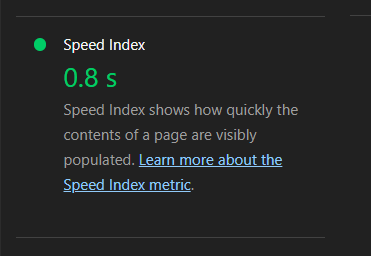 Speed Index
0.8 s
Speed Index shows how quickly the
contents of a page are visibly
populated. Learn more about the
Speed Index metric.